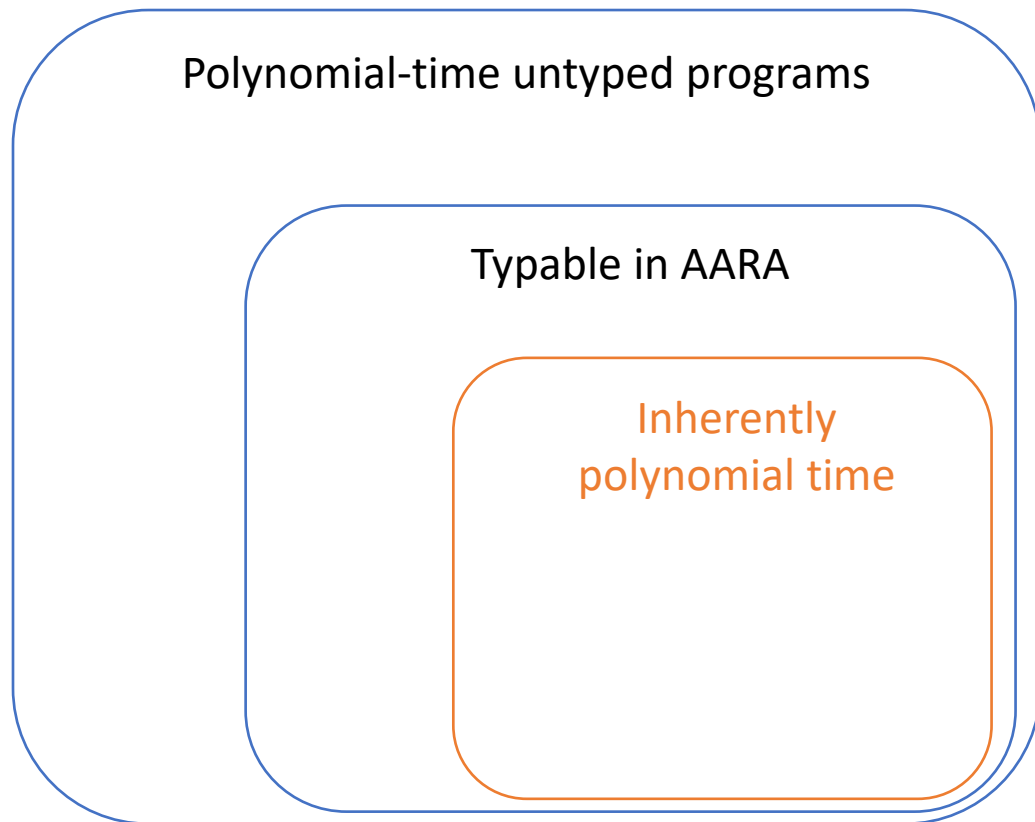 Polynomial-time untyped programs
Typable in AARA
Inherently
polynomial time